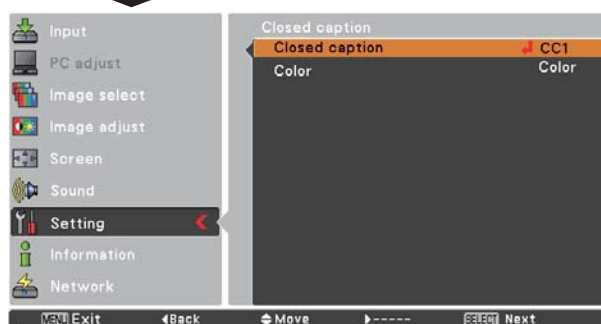 Input
PC adjust
Image select
Image adjust
Screen
Sound
Setting
Information
Network
Closed caption
Closed caption CC1
Color Color
MENU Exit ◀Back Move ▶----- SELECT Next